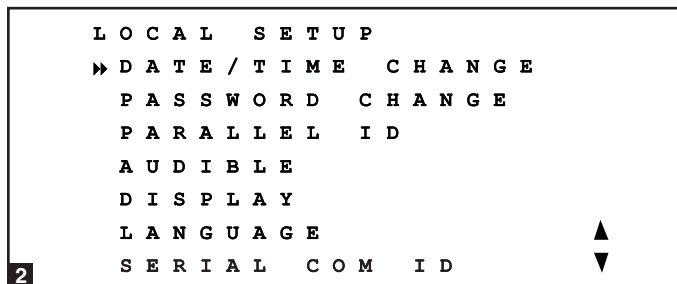 LOCAL SETUP
DATE/TIME CHANGE
PASSWORD CHANGE
PARALLEL ID
AUDIBLE
DISPLAY
LANGUAGE
SERIAL COM ID
2